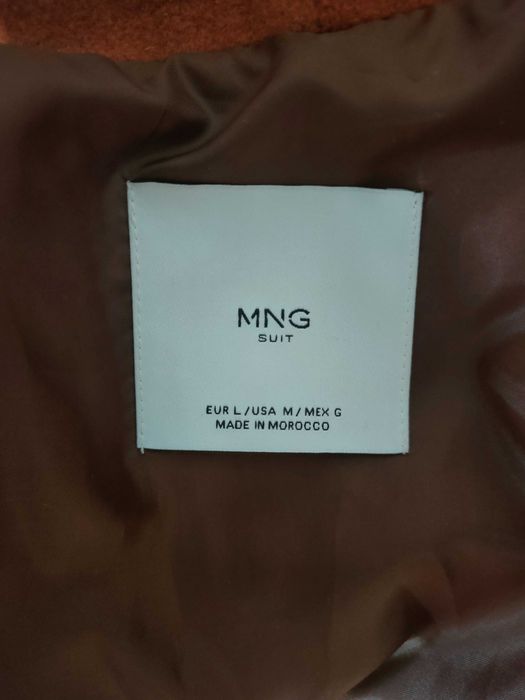 MNG
SUIT
EUR L/USA M/MEX G
MADE IN MOROCCO